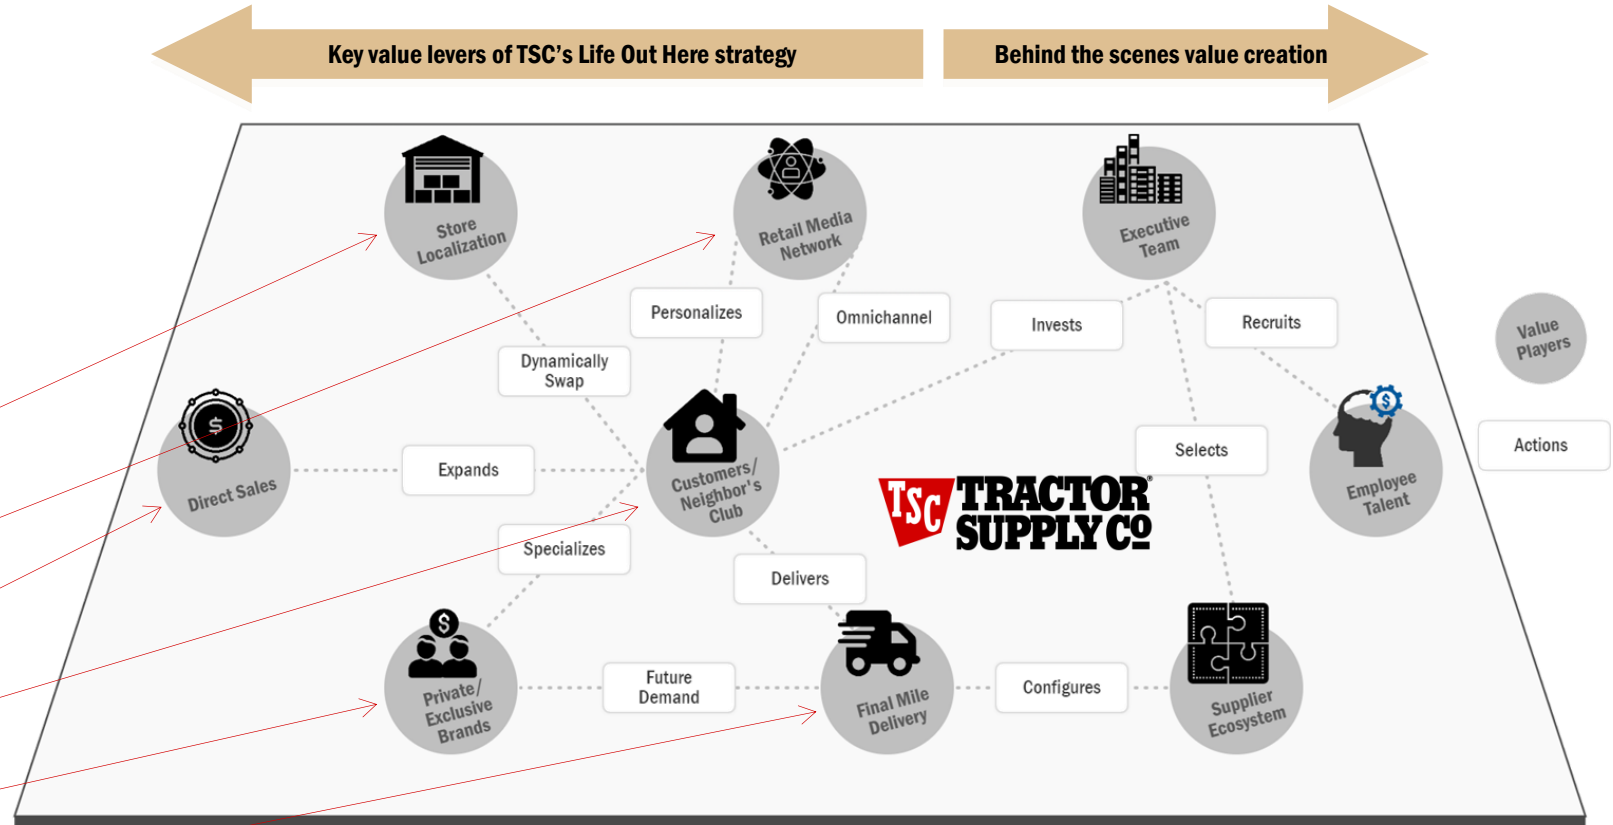 Key value levers of TSC's Life Out Here strategy
Behind the scenes value creation
Store
Localization
Retail Media
Network
Executive
Team
Personalizes
Omnichannel
Invests
Recruits
Value
Players
Dynamically
Swap
$
$
Direct Sales
Expands
Customers/
Neighbor's
Club
Selects
Employee
Talent
Actions
TSC TRACTOR
SUPPLY CO
®
Specializes
Delivers
$
Private/
Exclusive
Brands
Future
Demand
Final Mile
Delivery
Configures
Supplier
Ecosystem